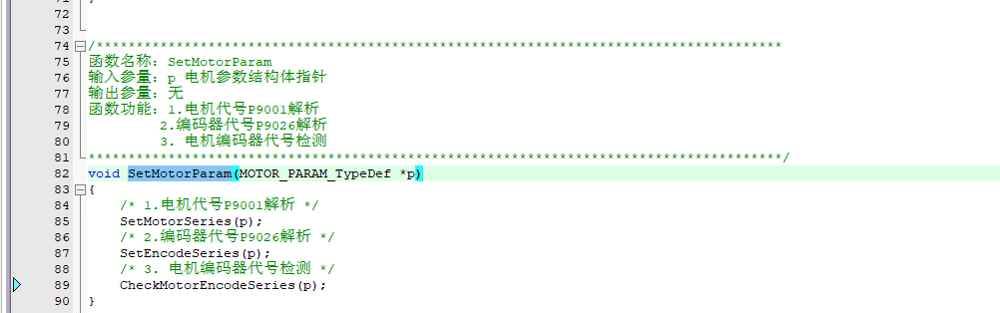 72
73
74 /**************************************************************************************
75 函数名称: SetMotorParam
76 输入参量: p 电机参数结构体指针
77 输出参量: 无
78 函数功能: 1.电机代号P9001解析
79 2.编码器代号P9026解析
80 3. 电机编码器代号检测
81 ***************************************************************************************/
82 void SetMotorParam(MOTOR_PARAM_TypeDef *p)
83 {
84 /* 1.电机代号P9001解析 */
85 SetMotorSeries(p);
86 /* 2.编码器代号P9026解析 */
87 SetEncodeSeries(p);
88 /* 3. 电机编码器代号检测 */
89 CheckMotorEncodeSeries(p);
90 }